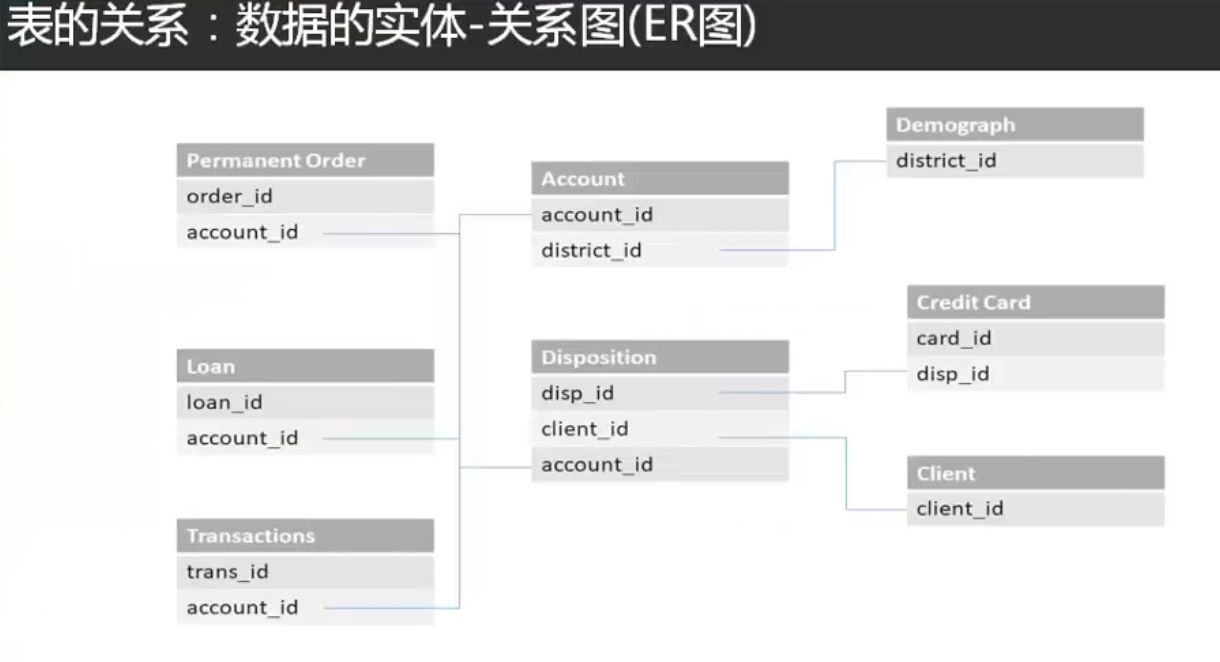 表的关系：数据的实体-关系图(ER图)
Permanent Order
order_id
account_id
Loan
loan_id
account_id
Transactions
trans_id
account_id
Account
account_id
district_id
Disposition
disp_id
client_id
account_id
Demograph
district_id
Credit Card
card_id
disp_id
Client
client_id